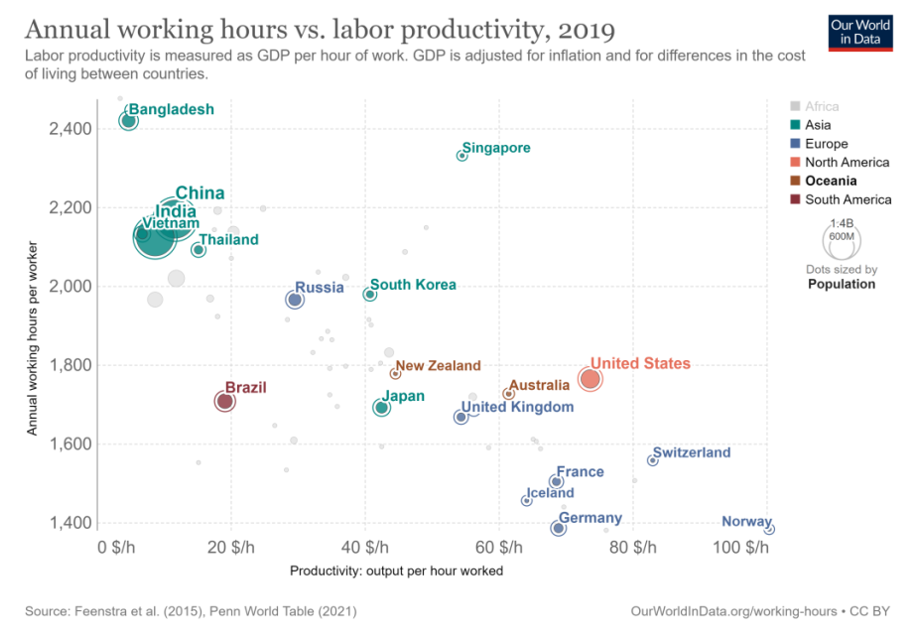 Annual working hours vs. labor productivity, 2019
Our World
in Data
Labor productivity is measured as GDP per hour of work. GDP is adjusted for inflation and for differences in the cost
of living between countries.
Annual working hours per worker
2,400
2,200
2,000
1,800
1,600
1,400
Bangladesh
Singapore
China
India
Vietnam
Thailand
Russia
South Korea
New Zealand
United States
Brazil
Australia
Japan
United Kingdom
Switzerland
France
Iceland
Germany
Norway
0 $/h
20 $/h
40 $/h
60 $/h
80 $/h
100 $/h
Productivity: output per hour worked
Africa
Asia
Europe
North America
Oceania
South America
1:4B
600M
Dots sized by
Population
Source: Feenstra et al. (2015), Penn World Table (2021)
OurWorldInData.org/working-hours • CC BY